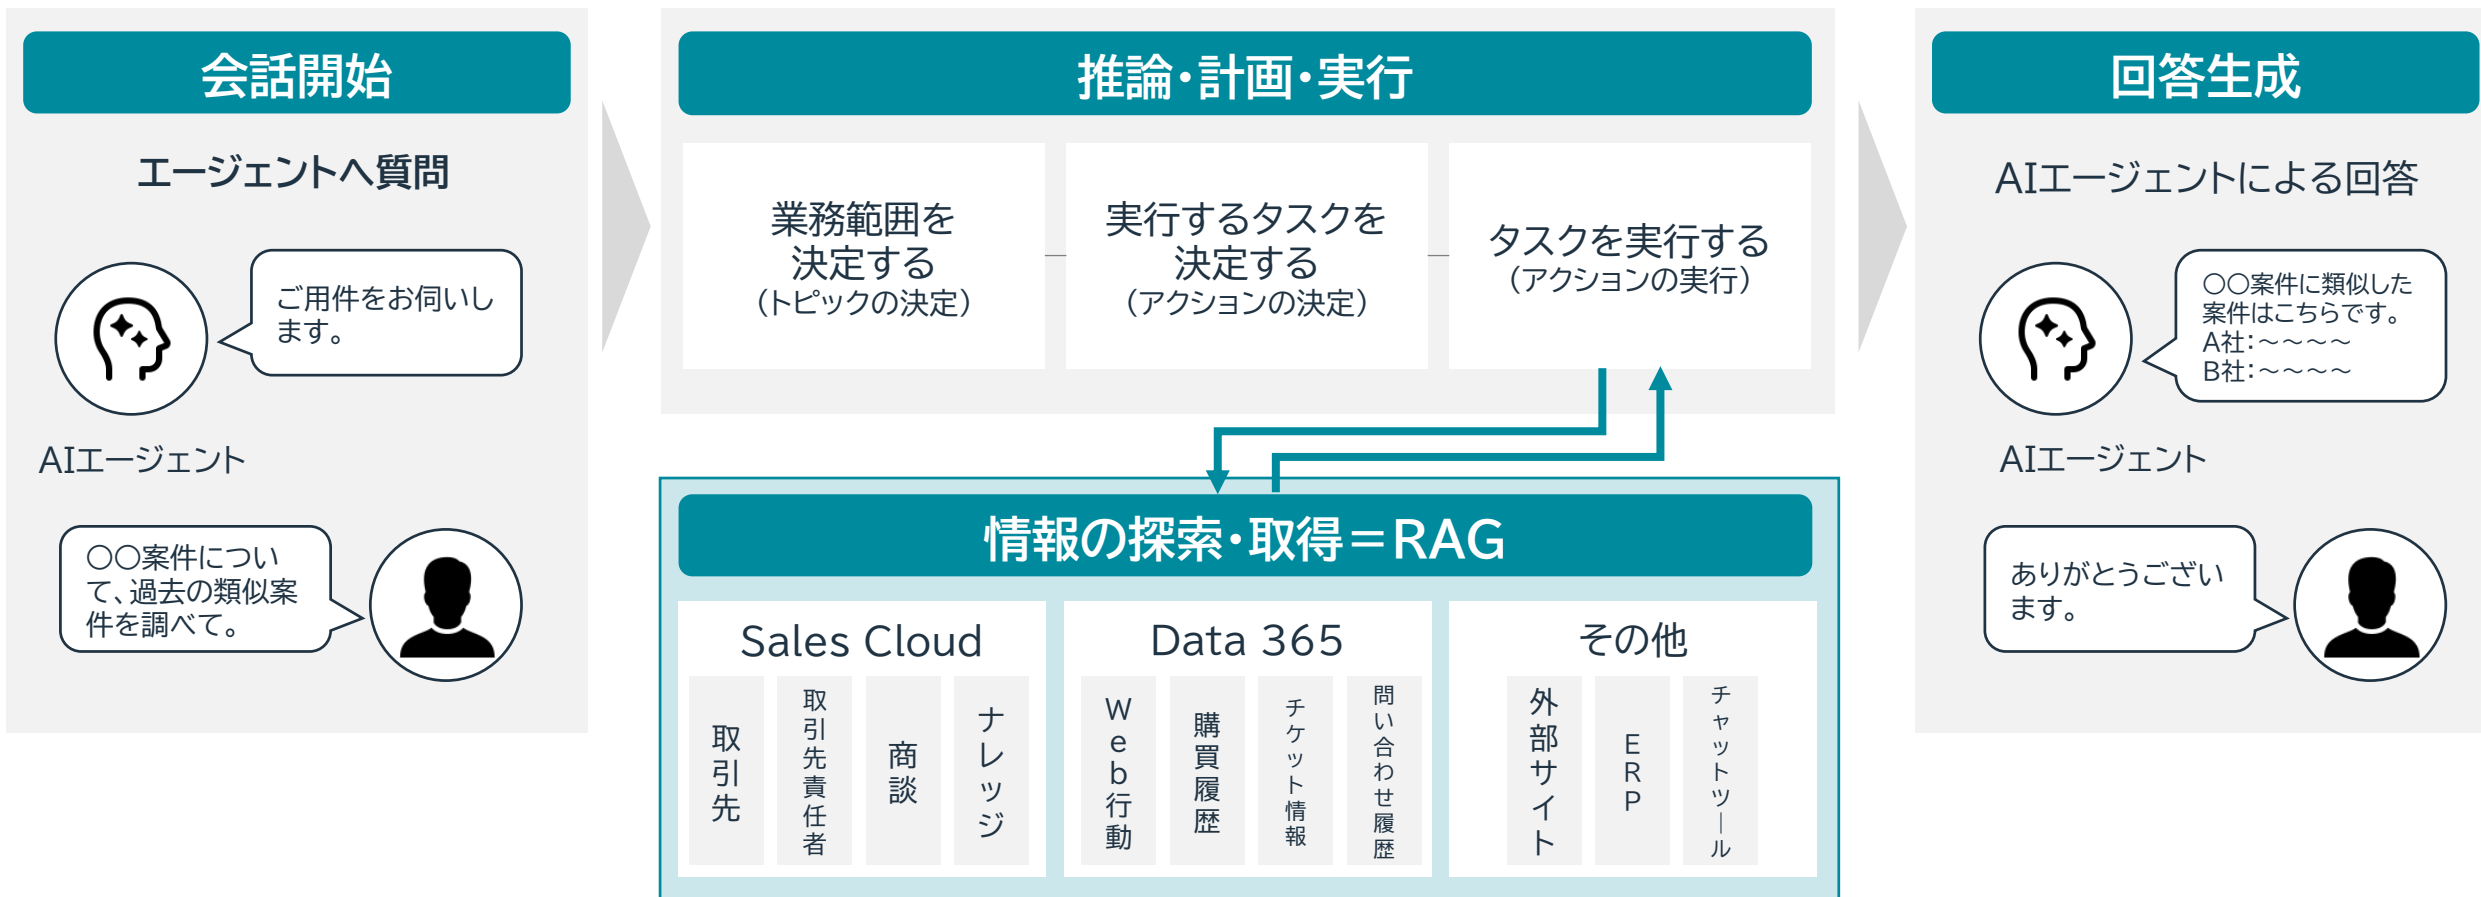 会話開始
エージェントへ質問
ご用件をお伺いし
ます。
AIエージェント
〇〇案件につい
て、過去の類似案
件を調べて。
推論・計画・実行
業務範囲を
決定する
（トピックの決定）
実行するタスクを
決定する
（アクションの決定）
タスクを実行する
（アクションの実行）
情報の探索・取得＝RAG
Sales Cloud
取引先
取引先責任者
商談
ナレッジ
Data 365
Web行動
購買履歴
チケット情報
問い合わせ履歴
その他
外部サイト
ERP
チャットツール
回答生成
AIエージェントによる回答
〇〇案件に類似した
案件はこちらです。
A社：～～～～
B社：～～～～
AIエージェント
ありがとうござい
ます。